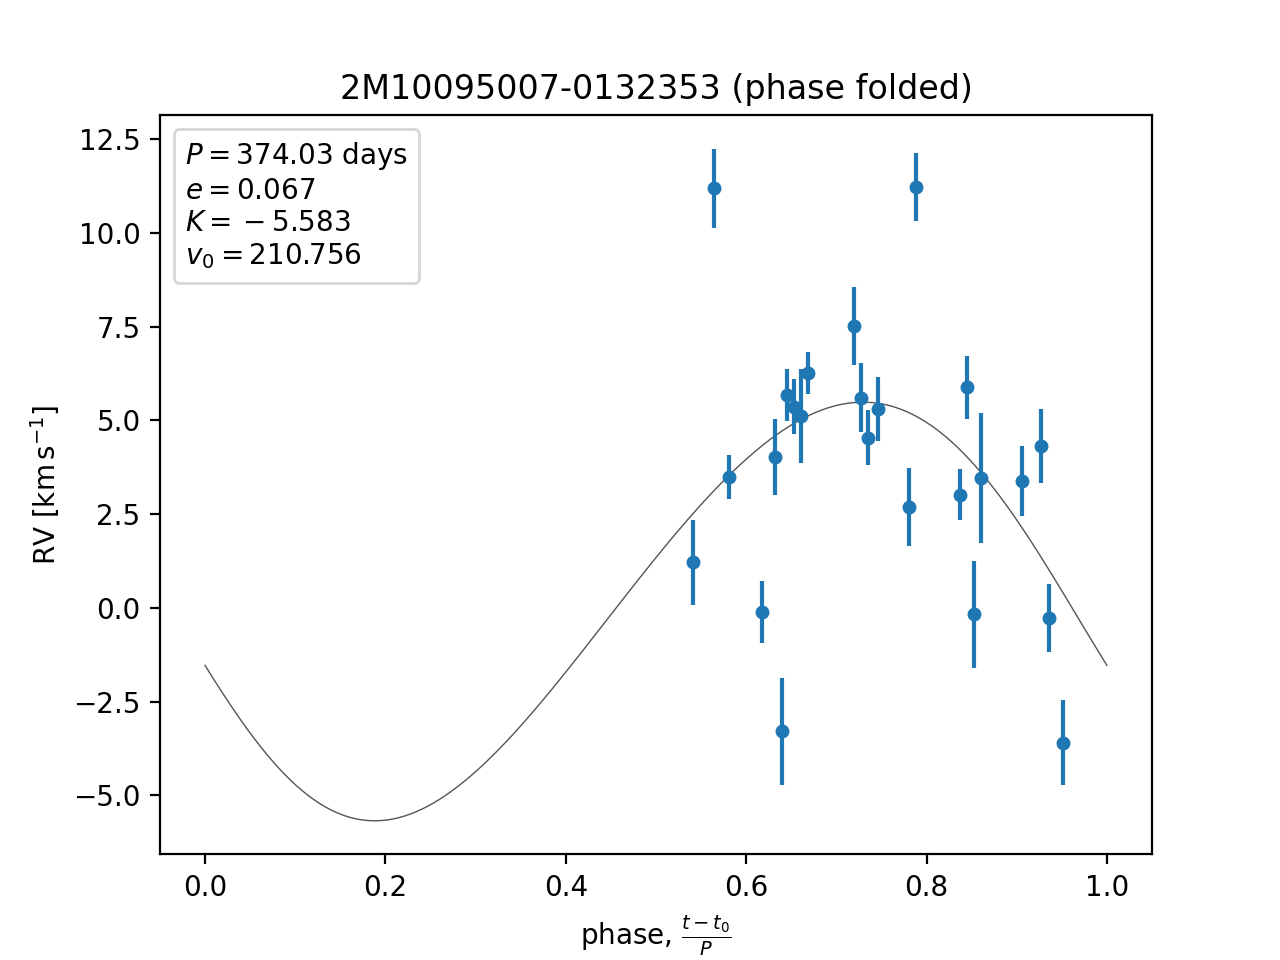 2M10095007-0132353 (phase folded)
P = 374.03 days
e = 0.067
K = −5.583
v₀ = 210.756
12.5
10.0
7.5
5.0
2.5
0.0
−2.5
−5.0
RV [km s⁻¹]
0.0 0.2 0.4 0.6 0.8 1.0
phase, (t − t₀)/P